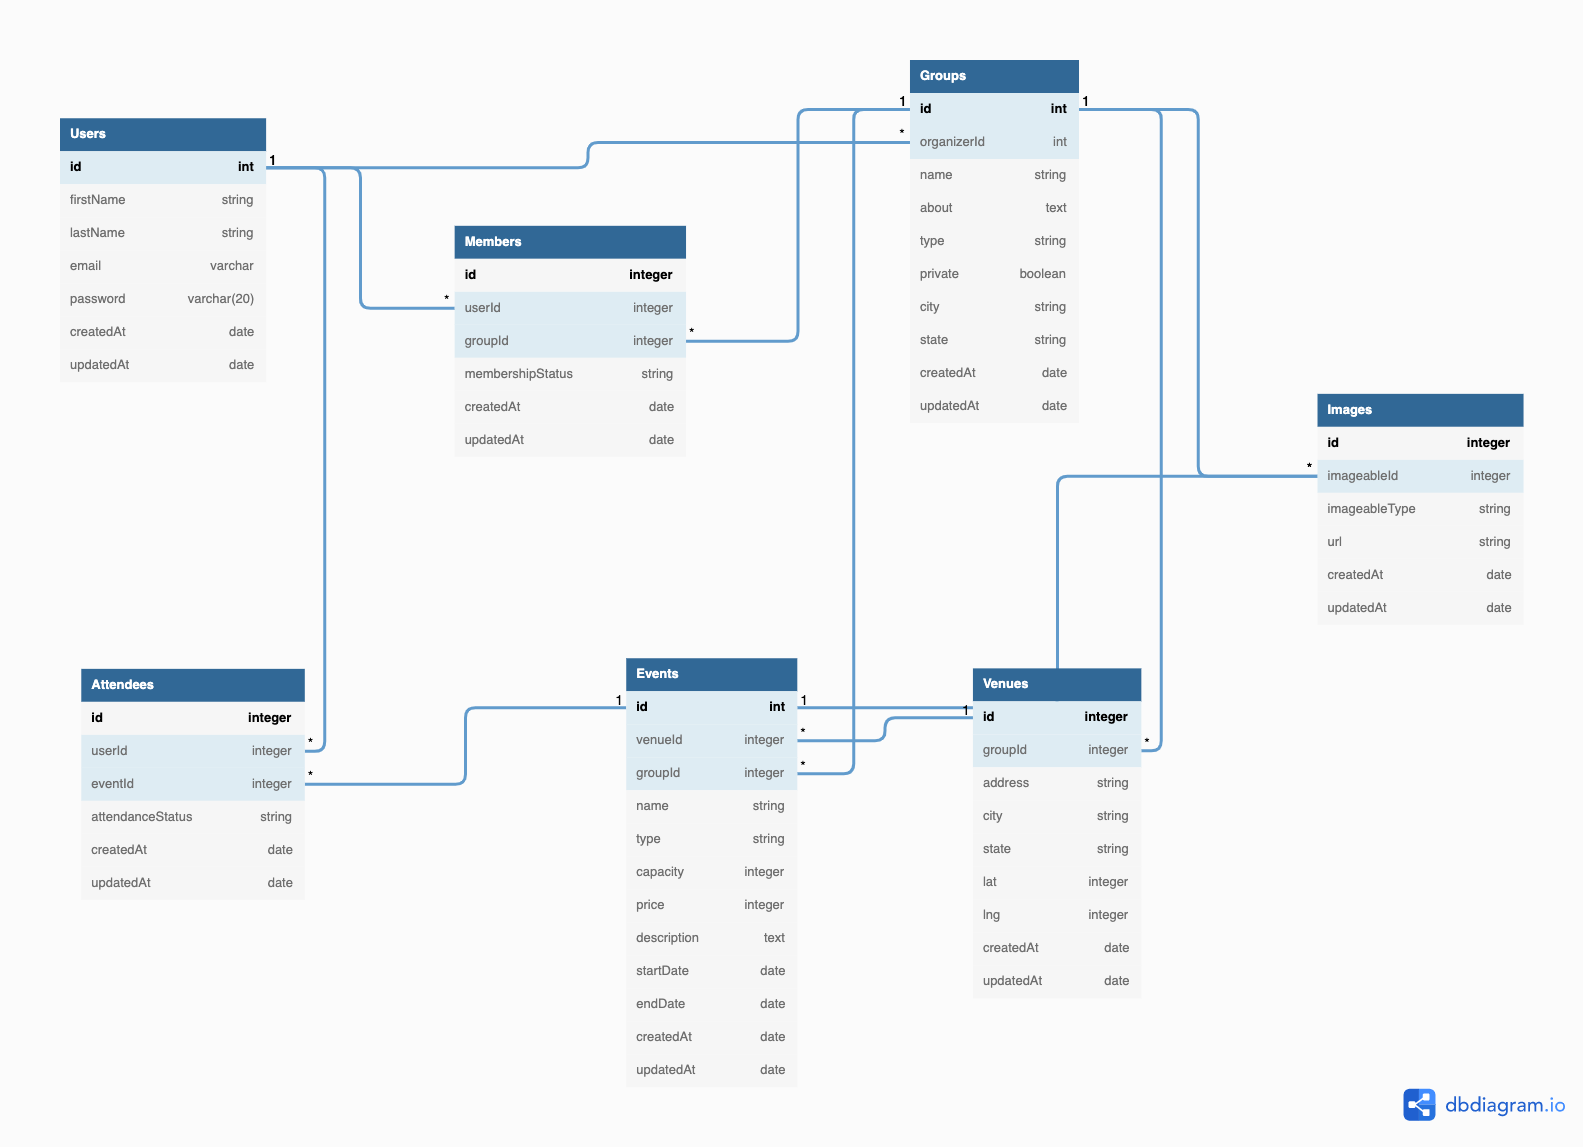 Users
id int 1
firstName string
lastName string
email varchar
password varchar(20)
createdAt date
updatedAt date
Members
id integer
* userId integer
groupId integer *
membershipStatus string
createdAt date
updatedAt date
Groups
1 id int 1
* organizerId int
name string
about text
type string
private boolean
city string
state string
createdAt date
updatedAt date
Images
id integer
* imageableId integer
imageableType string
url string
createdAt date
updatedAt date
Attendees
id integer
userId integer *
eventId integer *
attendanceStatus string
createdAt date
updatedAt date
Events
1 id int 1
venueId integer *
groupId integer *
name string
type string
capacity integer
price integer
description text
startDate date
endDate date
createdAt date
updatedAt date
Venues
1 id integer
groupId integer *
address string
city string
state string
lat integer
lng integer
createdAt date
updatedAt date
dbdiagram.io